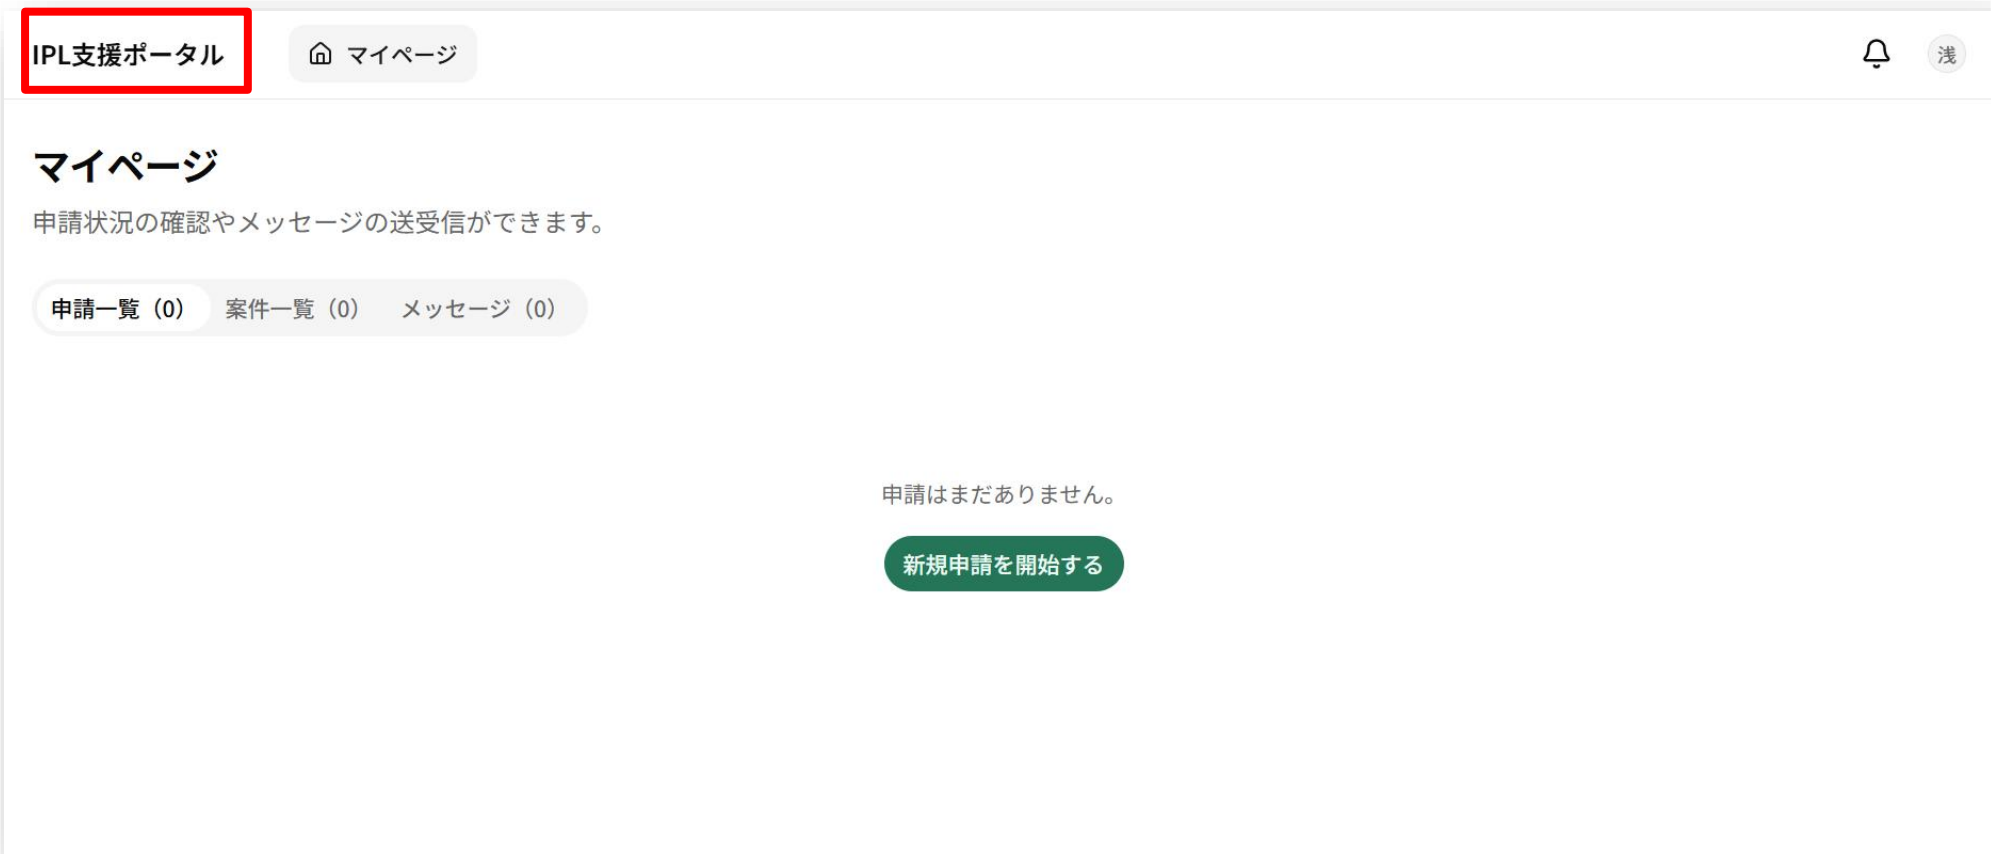 IPL支援ポータル
マイページ
浅
マイページ
申請状況の確認やメッセージの送受信ができます。
申請一覧（0） 案件一覧（0） メッセージ（0）
申請はまだありません。
新規申請を開始する